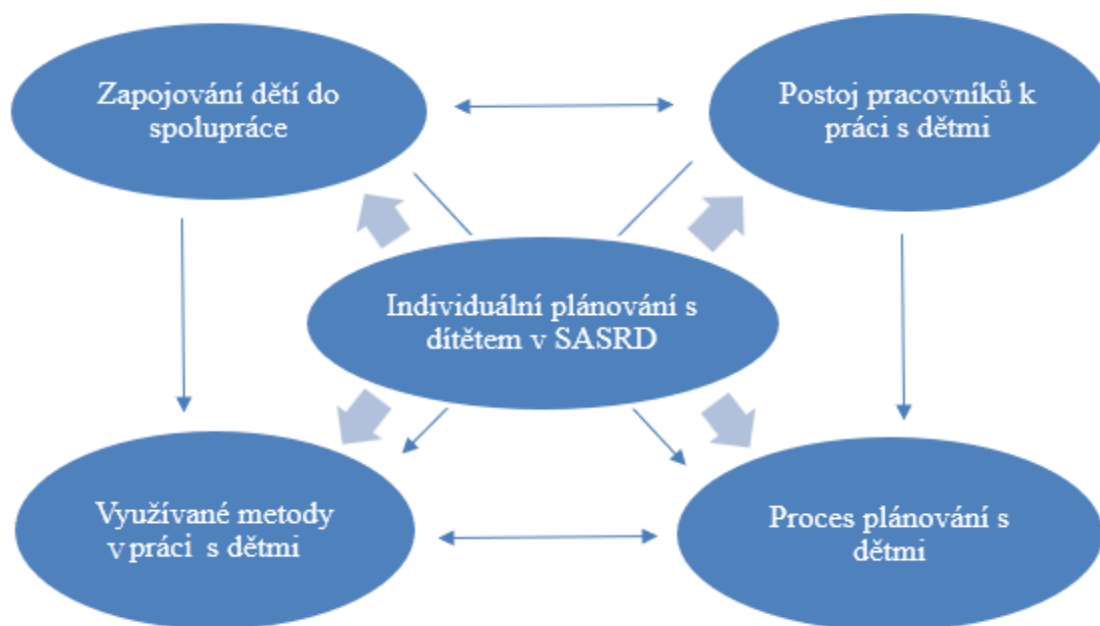 Zapojování dětí do
spolupráce
Postoj pracovníků k
práci s dětmi
Individuální plánování s
dítětem v SASRD
Využívané metody
v práci s dětmi
Proces plánování s
dětmi